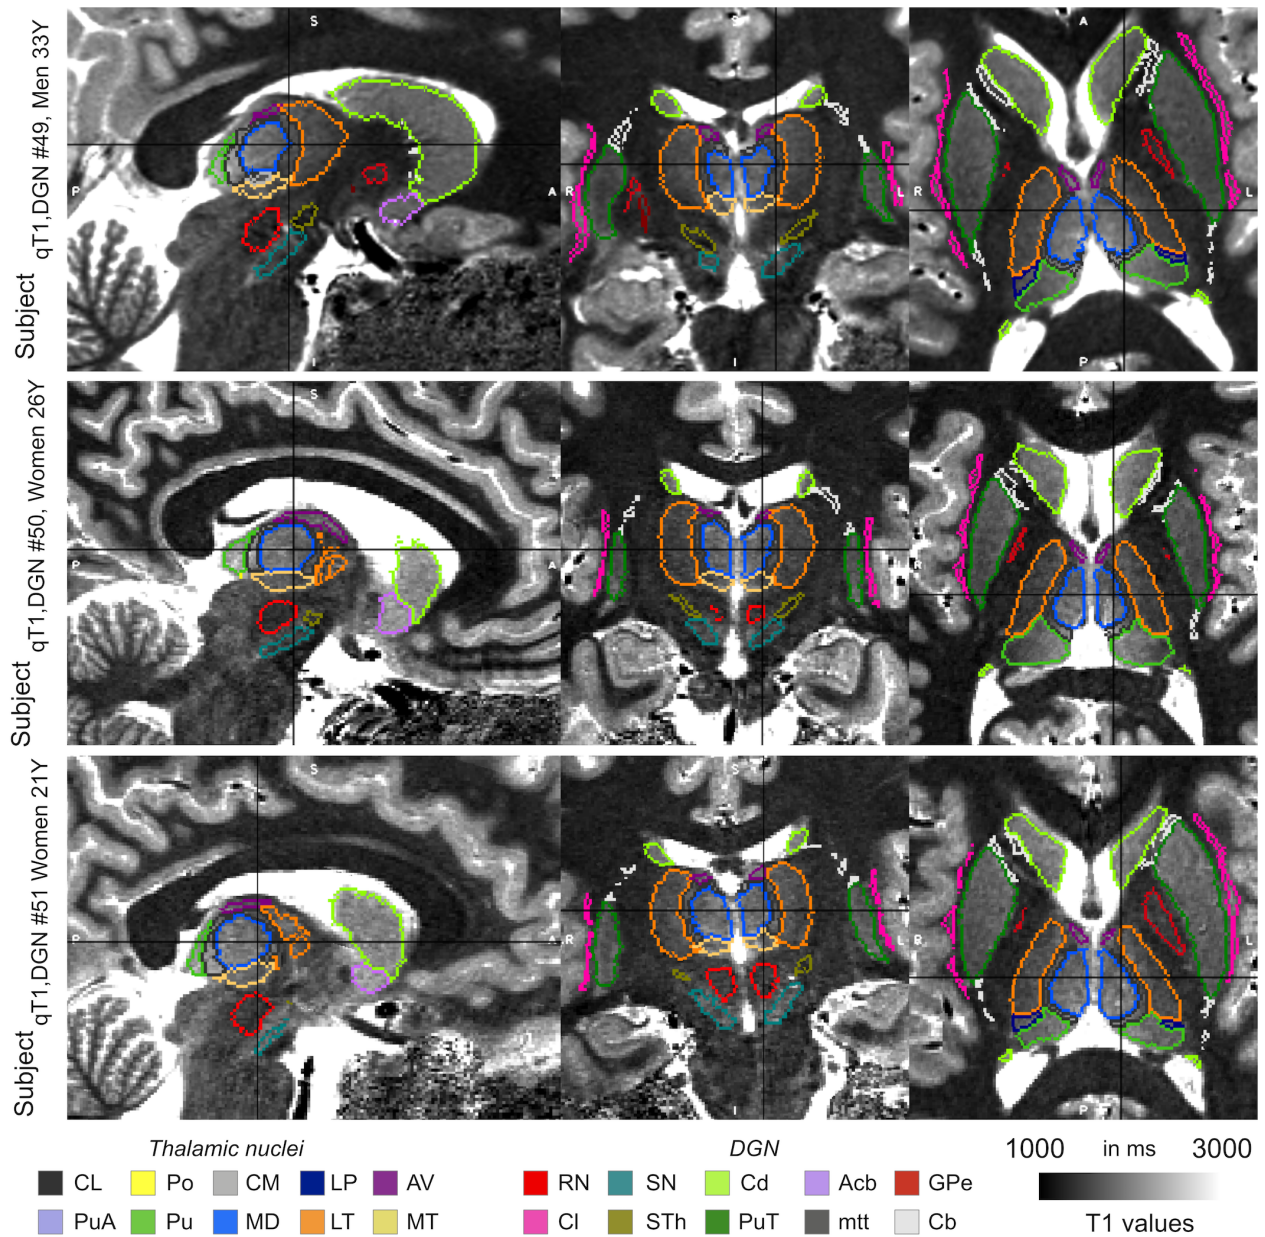 Subject qT1,DGN #49, Men 33Y
S
P
A
I
S
R
L
I
A
R
L
P
Subject qT1,DGN #50, Women 26Y
S
P
A
R
Subject qT1,DGN #51 Women 21Y
S
P
A
S
R
L
I
R
L
P
Thalamic nuclei DGN 1000 in ms 3000
CL Po CM LP AV RN SN Cd Acb GPe
PuA Pu MD LT MT Cl STh PuT mtt Cb T1 values